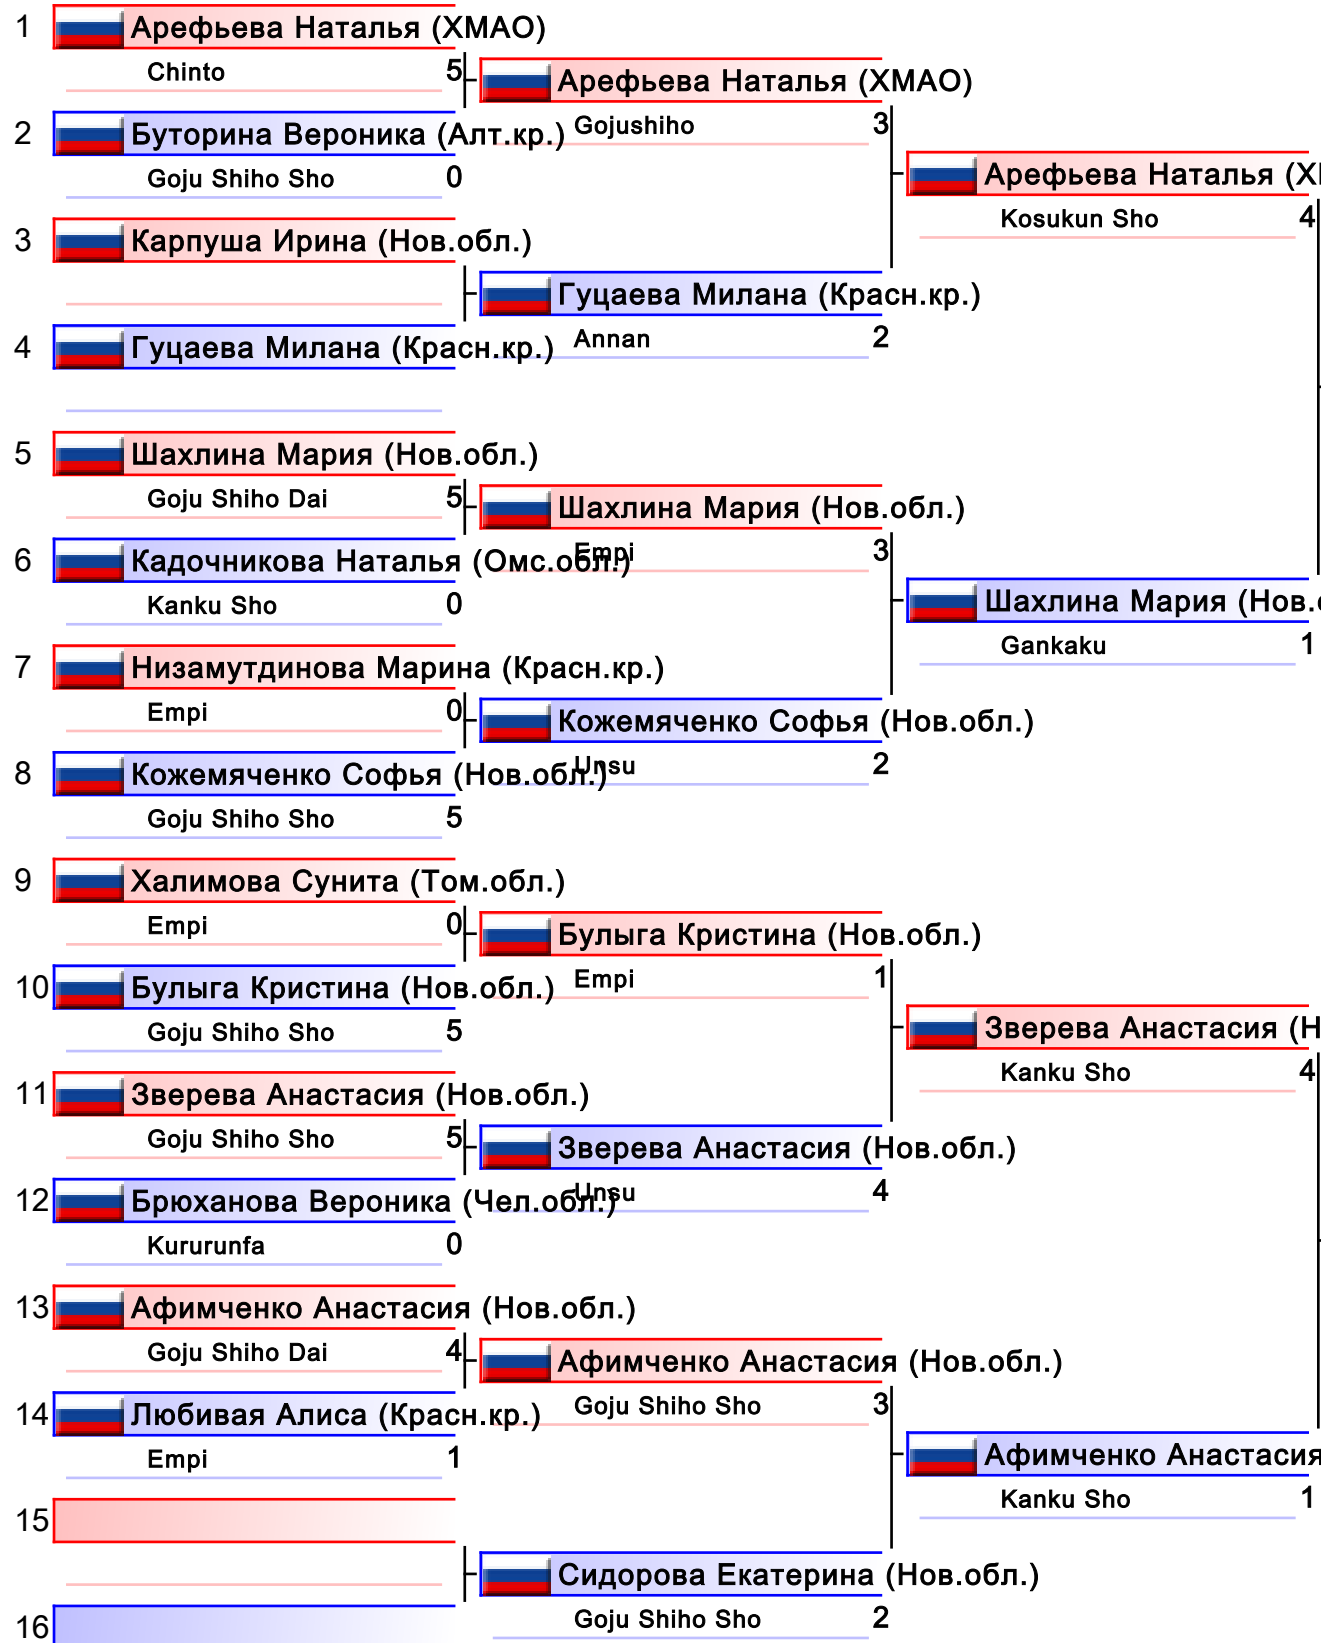 1 Арефьева Наталья (ХМАО)
Chinto 5
2 Буторина Вероника (Алт.кр.)
Goju Shiho Sho 0
3 Карпуша Ирина (Нов.обл.)
4 Гуцаева Милана (Красн.кр.)
5 Шахлина Мария (Нов.обл.)
Goju Shiho Dai 5
6 Кадочникова Наталья (Омс.обл.)
Kanku Sho 0
7 Низамутдинова Марина (Красн.кр.)
Empi 0
8 Кожемяченко Софья (Нов.обл.)
Goju Shiho Sho 5
9 Халимова Сунита (Том.обл.)
Empi 0
10 Булыга Кристина (Нов.обл.)
Goju Shiho Sho 5
11 Зверева Анастасия (Нов.обл.)
Goju Shiho Sho 5
12 Брюханова Вероника (Чел.обл.)
Kururunfa 0
13 Афимченко Анастасия (Нов.обл.)
Goju Shiho Dai 4
14 Любивая Алиса (Красн.кр.)
Empi 1
15
16
Арефьева Наталья (ХМАО)
Gojushiho 3
Гуцаева Милана (Красн.кр.)
Annan 2
Шахлина Мария (Нов.обл.)
Empi 3
Кожемяченко Софья (Нов.обл.)
Unsu 2
Булыга Кристина (Нов.обл.)
Empi 1
Зверева Анастасия (Нов.обл.)
Unsu 4
Афимченко Анастасия (Нов.обл.)
Goju Shiho Sho 3
Сидорова Екатерина (Нов.обл.)
Goju Shiho Sho 2
Арефьева Наталья (Х
Kosukun Sho 4
Шахлина Мария (Нов.
Gankaku 1
Зверева Анастасия (Н
Kanku Sho 4
Афимченко Анастасия
Kanku Sho 1